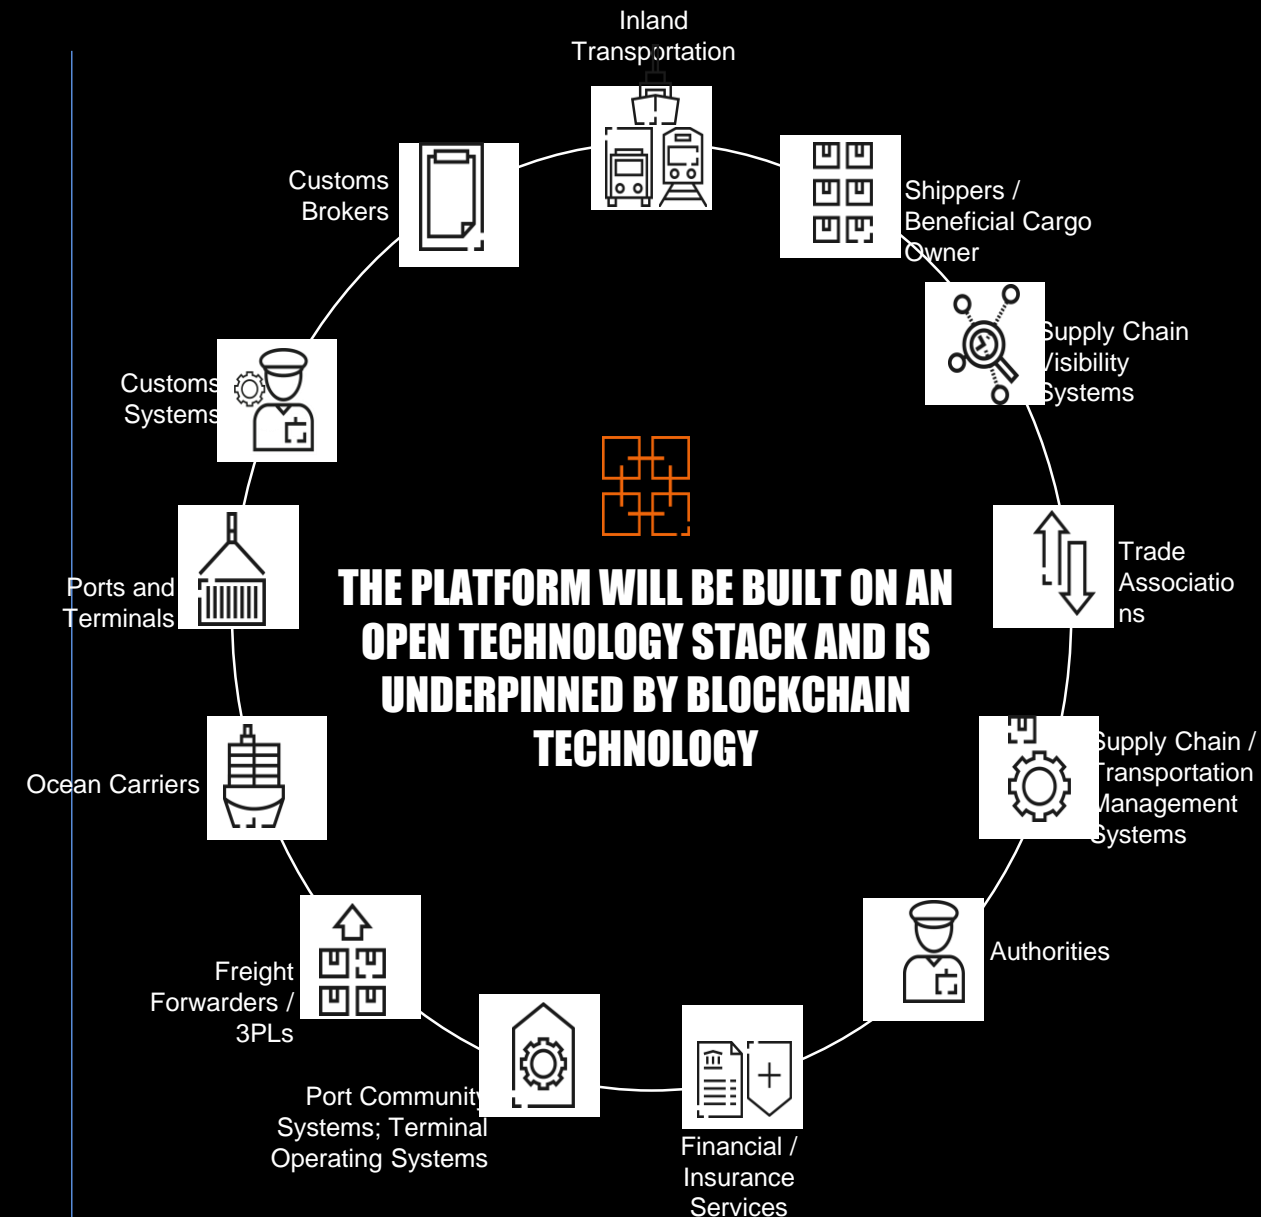 Inland
Transportation
Shippers /
Beneficial Cargo
Owner
Supply Chain
Visibility
Systems
Trade
Associatio
ns
Supply Chain /
Transportation
Management
Systems
Authorities
Financial /
Insurance
Services
Port Community
Systems; Terminal
Operating Systems
Freight
Forwarders /
3PLs
Ocean Carriers
Ports and
Terminals
Customs
Systems
Customs
Brokers
THE PLATFORM WILL BE BUILT ON AN
OPEN TECHNOLOGY STACK AND IS
UNDERPINNED BY BLOCKCHAIN
TECHNOLOGY